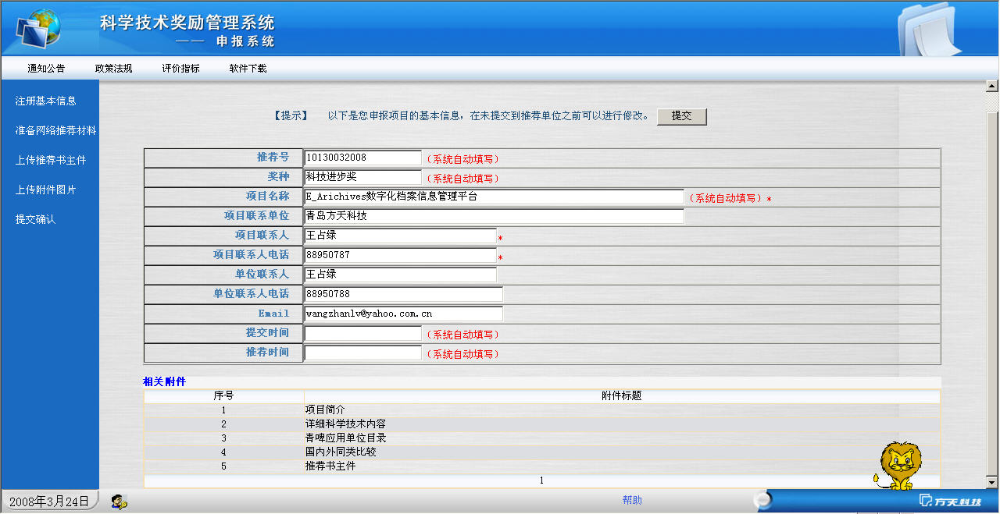 科学技术奖励管理系统
—— 申报系统
通知公告 政策法规 评价指标 软件下载
注册基本信息
准备网络推荐材料
上传推荐书主件
上传附件图片
提交确认
【提示】 以下是您申报项目的基本信息，在未提交到推荐单位之前可以进行修改。 提交
推荐号 10130032008 （系统自动填写）
奖种 科技进步奖 （系统自动填写）
项目名称 E_Arichives数字化档案信息管理平台 （系统自动填写）*
项目联系单位 青岛方天科技
项目联系人 王占绿 *
项目联系人电话 88950787 *
单位联系人 王占绿
单位联系人电话 88950788
Email wangzhanlv@yahoo.com.cn
提交时间 （系统自动填写）
推荐时间 （系统自动填写）
相关附件
序号 附件标题
1 项目简介
2 详细科学技术内容
3 青啤应用单位目录
4 国内外同类比较
5 推荐书主件
1
2008年3月24日 帮助 方天科技